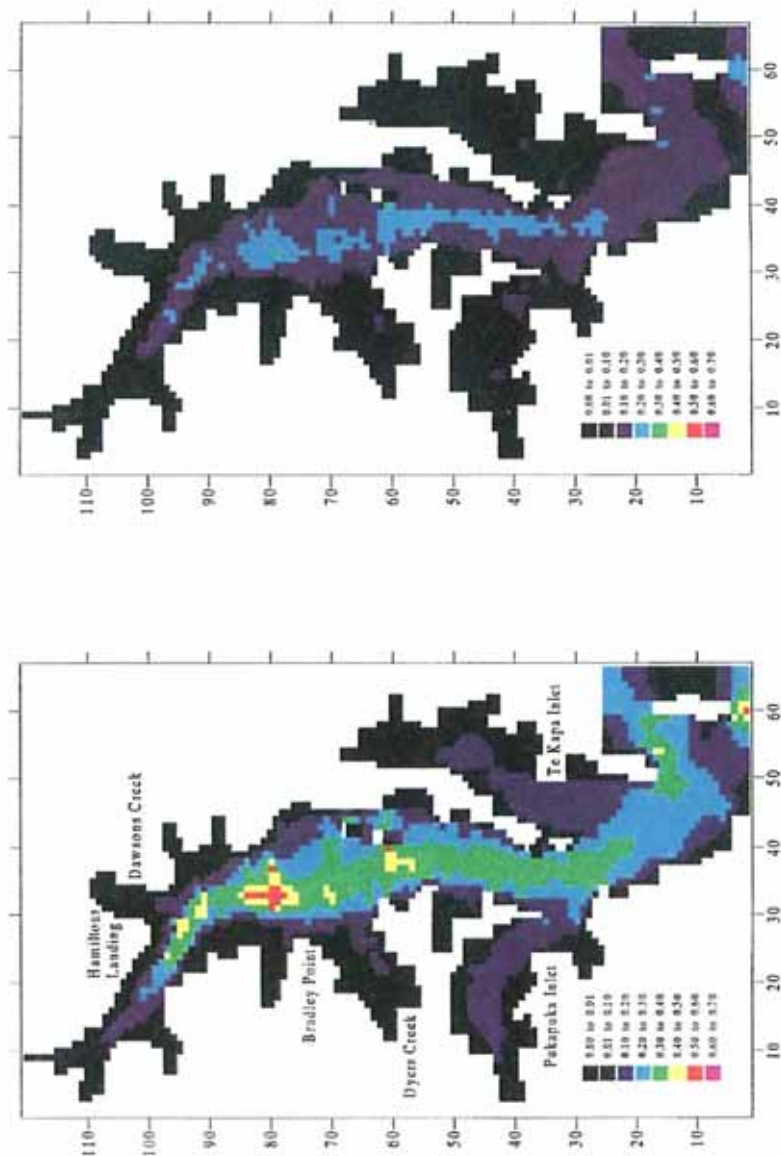 110
100
90
80
70
60
50
40
30
20
10
10
20
30
40
50
60
0.00 to 0.01
0.01 to 0.10
0.10 to 0.20
0.20 to 0.30
0.30 to 0.40
0.40 to 0.50
0.50 to 0.60
0.60 to 0.70
110
100
90
80
70
60
50
40
30
20
10
10
20
30
40
50
60
Hamiltons
Landing
Dawsons Creek
Bradley Point
Dyers Creek
Te Kapa Inlet
Pukapuka Inlet
0.00 to 0.01
0.01 to 0.10
0.10 to 0.20
0.20 to 0.30
0.30 to 0.40
0.40 to 0.50
0.50 to 0.60
0.60 to 0.70